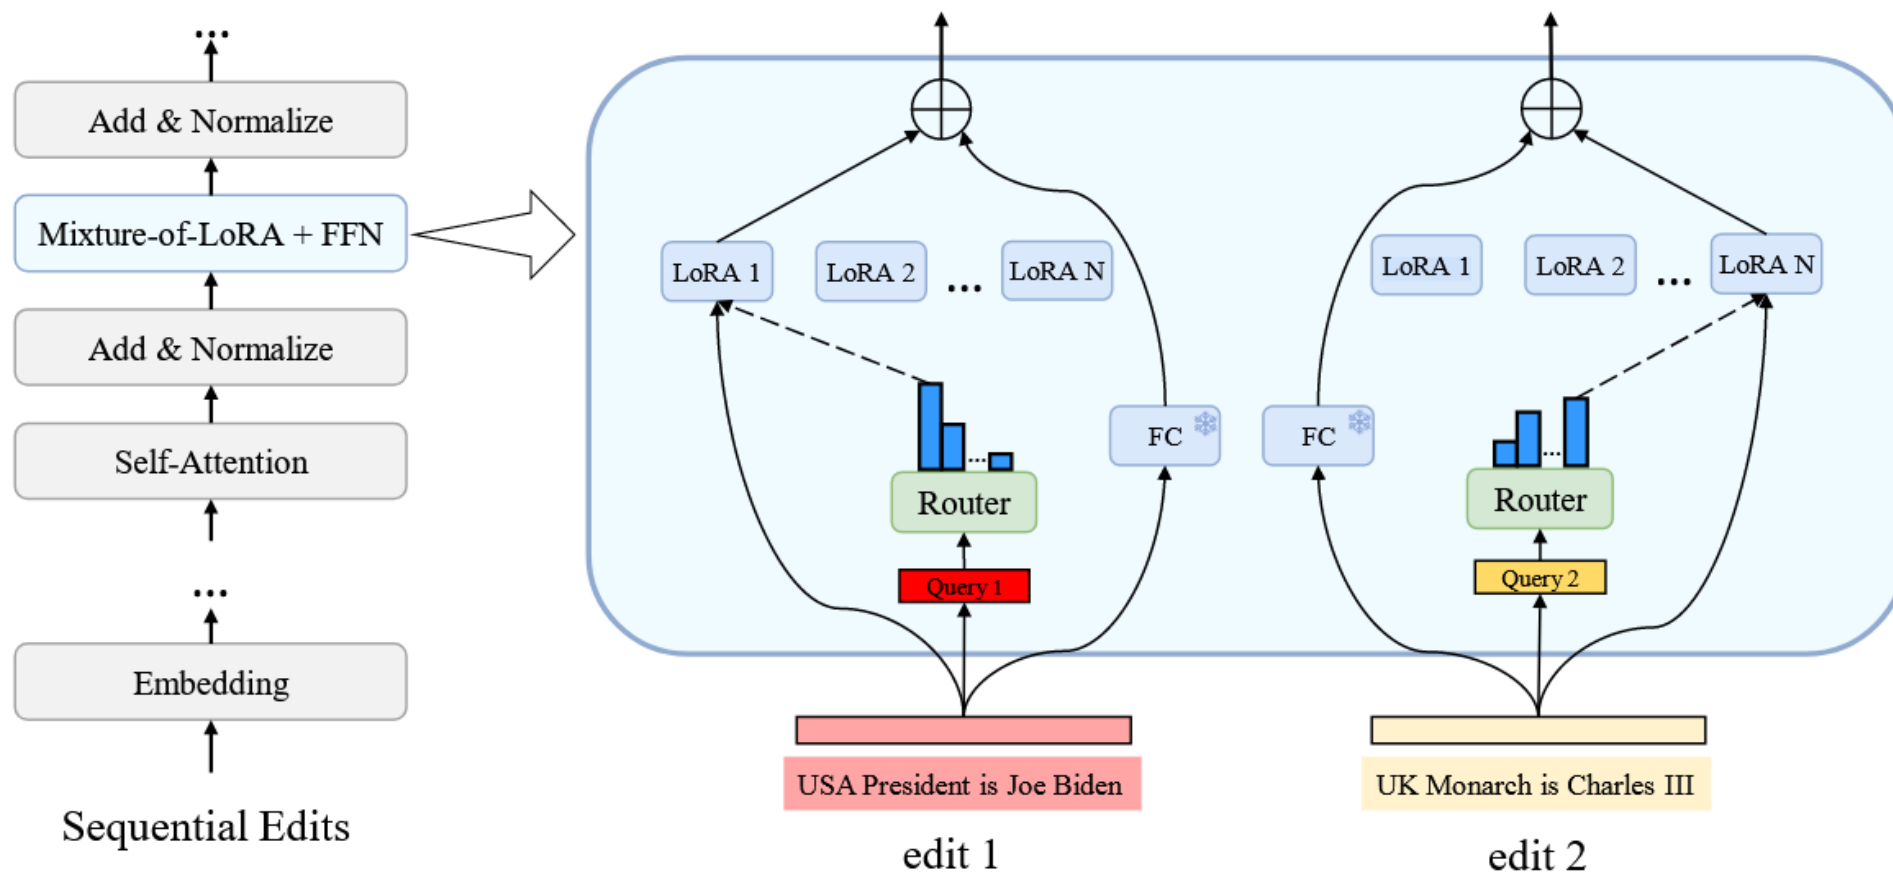 ...
Add & Normalize
Mixture-of-LoRA + FFN
Add & Normalize
Self-Attention
...
Embedding
Sequential Edits
LoRA 1
LoRA 2
...
LoRA N
FC
...
Router
Query 1
USA President is Joe Biden
edit 1
LoRA 1
LoRA 2
...
LoRA N
FC
...
Router
Query 2
UK Monarch is Charles III
edit 2